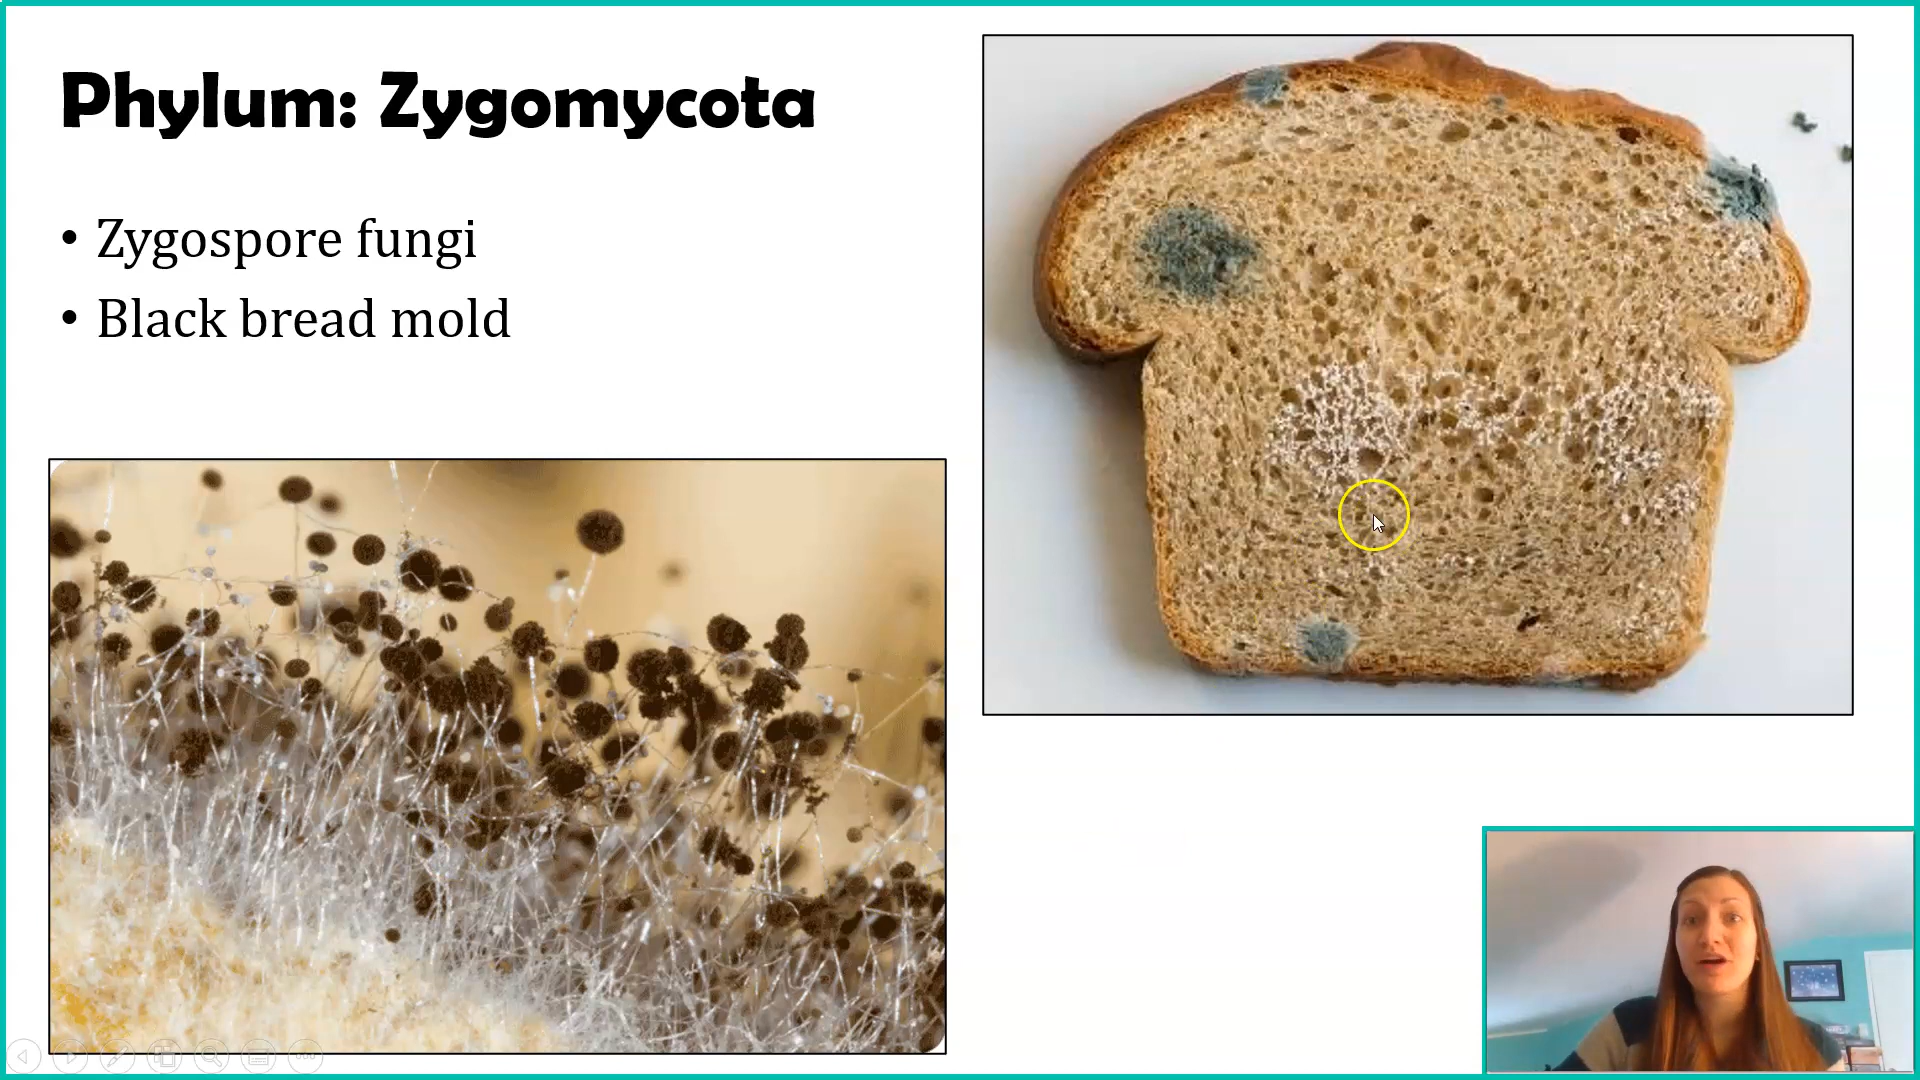 Phylum: Zygomycota
• Zygospore fungi
• Black bread mold